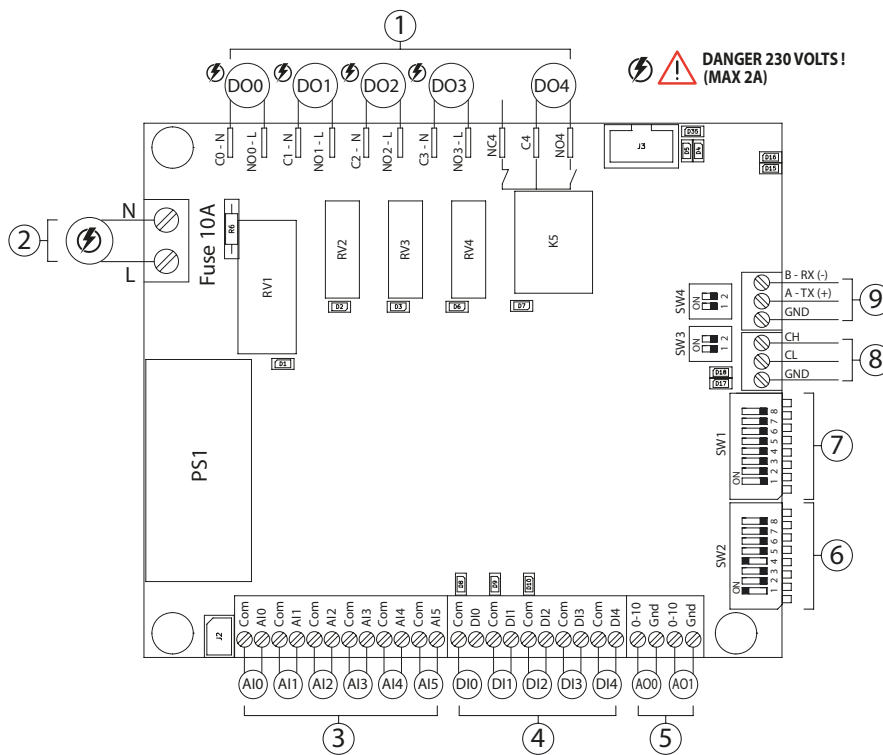 1
DO0 DO1 DO2 DO3 DO4
DANGER 230 VOLTS !
(MAX 2A)
C0 - N
NO0 - L
C1 - N
NO1 - L
C2 - N
NO2 - L
C3 - N
NO3 - L
NC4
C4
NO4
J3
D35
D5
D4
D16
D15
2
N
L
Fuse 10A
R6
RV1
RV2
RV3
RV4
K5
D2
D3
D6
D7
D1
SW4
ON
1 2
B - RX (-)
A - TX (+)
GND
9
SW3
ON
1 2
CH
CL
GND
8
D18
D17
PS1
SW1
ON
1 2 3 4 5 6 7 8
7
SW2
ON
1 2 3 4 5 6 7 8
6
D8
D9
D10
J2
Com AI0 Com AI1 Com AI2 Com AI3 Com AI4 Com AI5
Com DI0 Com DI1 Com DI2 Com DI3 Com DI4
0-10 Gnd 0-10 Gnd
AI0 AI1 AI2 AI3 AI4 AI5 DI0 DI1 DI2 DI3 DI4 AO0 AO1
3 4 5